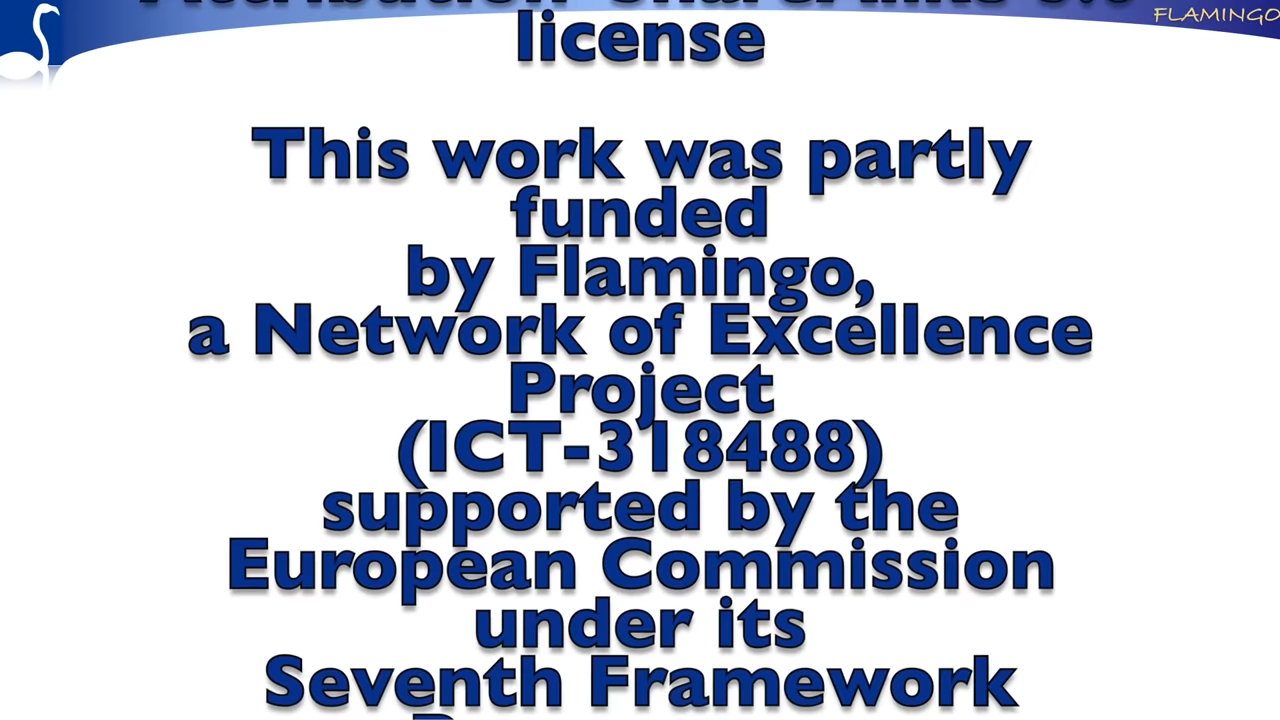 FLAMINGO
license
This work was partly
funded
by Flamingo,
a Network of Excellence
Project
(ICT-318488)
supported by the
European Commission
under its
Seventh Framework